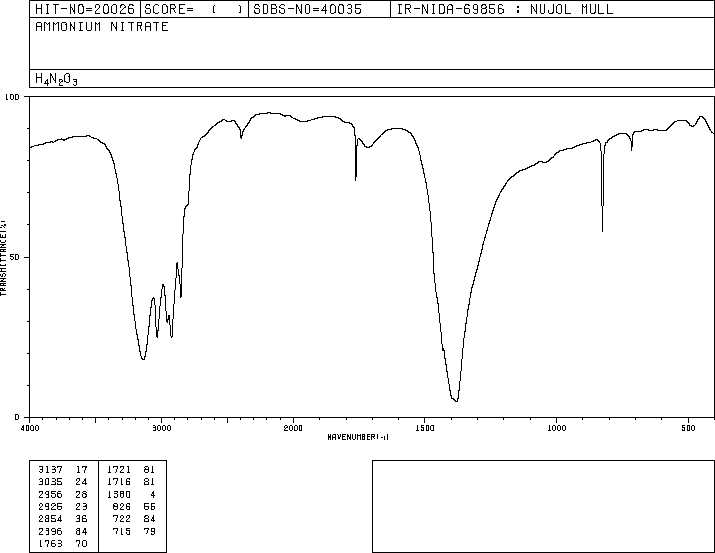 HIT-NO=20026 SCORE= ( ) SDBS-NO=40035 IR-NIDA-69856 : NUJOL MULL
AMMONIUM NITRATE
H4N2O3
100
50
0
TRANSMITTANCE(%)
4000 3000 2000 1500 1000 500
WAVENUMBER(-1)
3137 17 1721 81
3035 24 1716 81
2956 28 1380 4
2925 23 826 55
2854 36 722 84
2396 84 715 79
1763 70